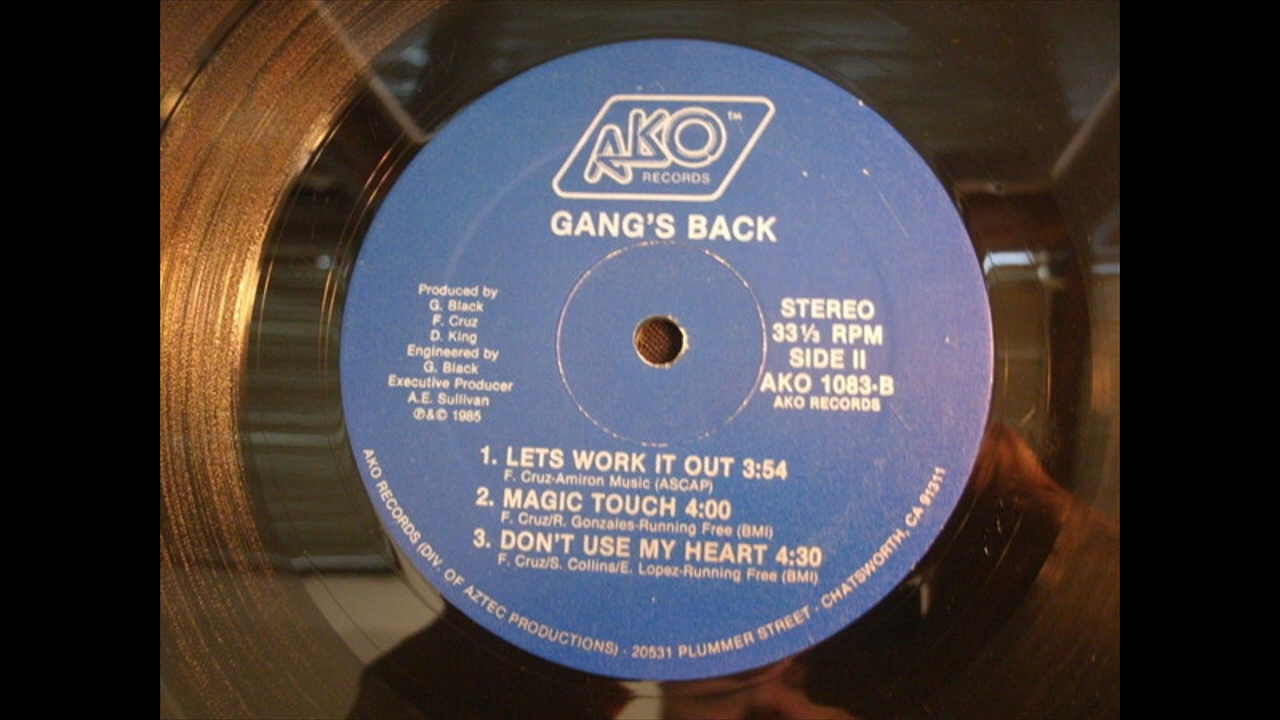 AKO™
RECORDS
GANG'S BACK
Produced by
G. Black
F. Cruz
D. King
Engineered by
G. Black
Executive Producer
A.E. Sullivan
℗&© 1985
STEREO
33⅓ RPM
SIDE II
AKO 1083-B
AKO RECORDS
1. LETS WORK IT OUT 3:54
F. Cruz-Amiron Music (ASCAP)
2. MAGIC TOUCH 4:00
F. Cruz/R. Gonzales-Running Free (BMI)
3. DON'T USE MY HEART 4:30
F. Cruz/S. Collins/E. Lopez-Running Free (BMI)
AKO RECORDS (DIV. OF AZTEC PRODUCTIONS) · 20531 PLUMMER STREET · CHATSWORTH, CA 91311